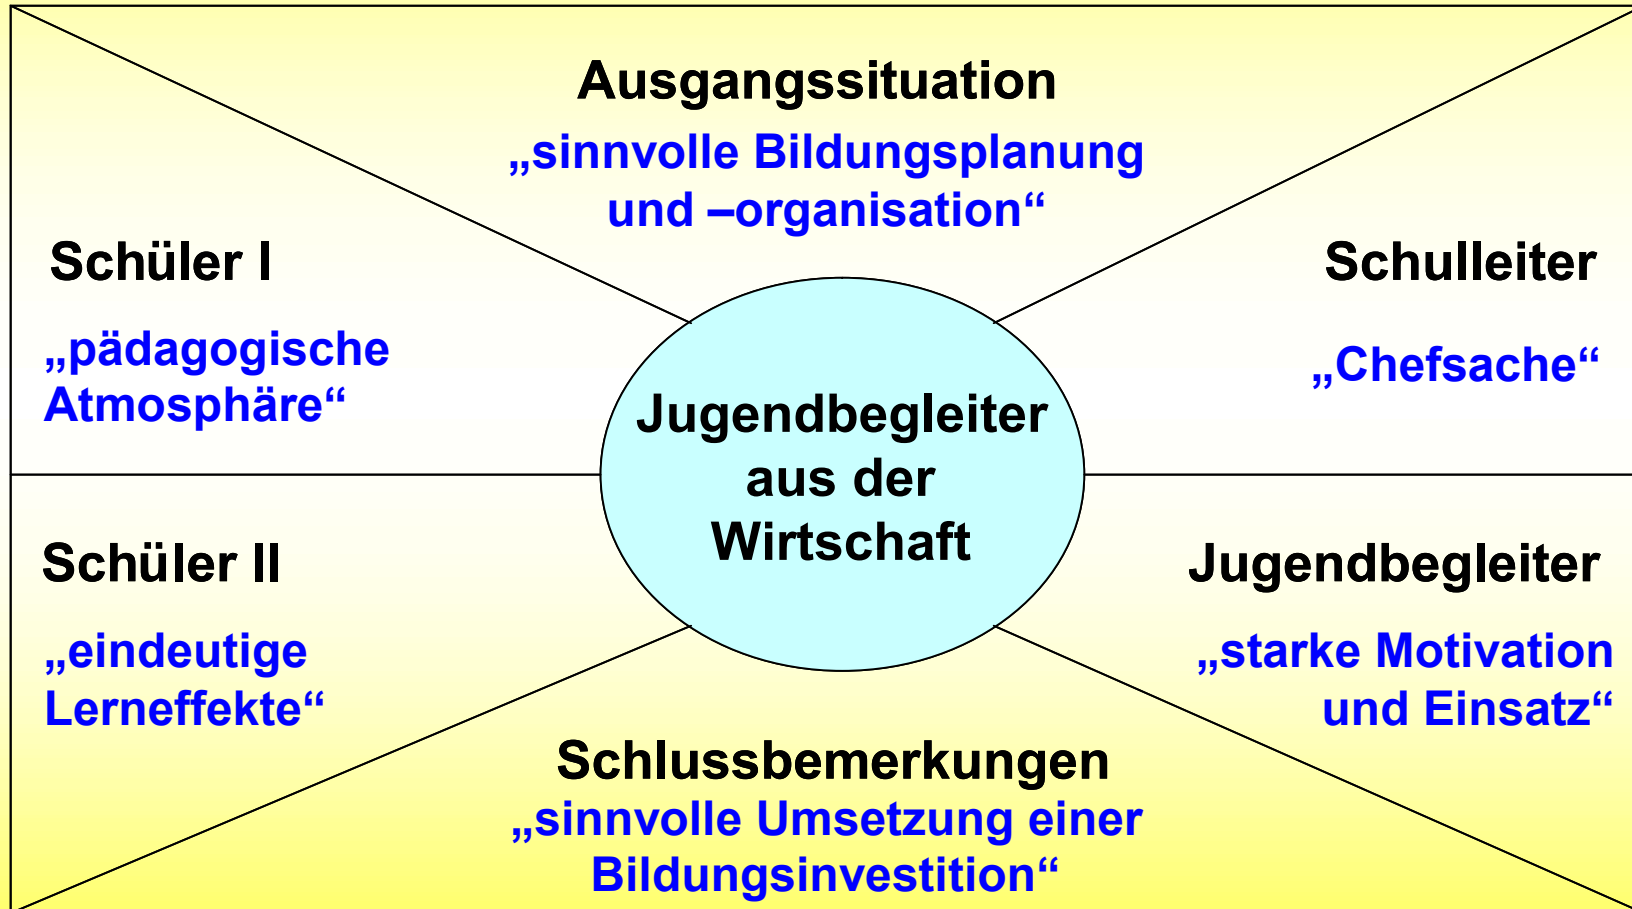 Ausgangssituation
„sinnvolle Bildungsplanung
und –organisation“
Schüler I
„pädagogische
Atmosphäre“
Schulleiter
„Chefsache“
Jugendbegleiter
aus der
Wirtschaft
Schüler II
„eindeutige
Lerneffekte“
Jugendbegleiter
„starke Motivation
und Einsatz“
Schlussbemerkungen
„sinnvolle Umsetzung einer
Bildungsinvestition“